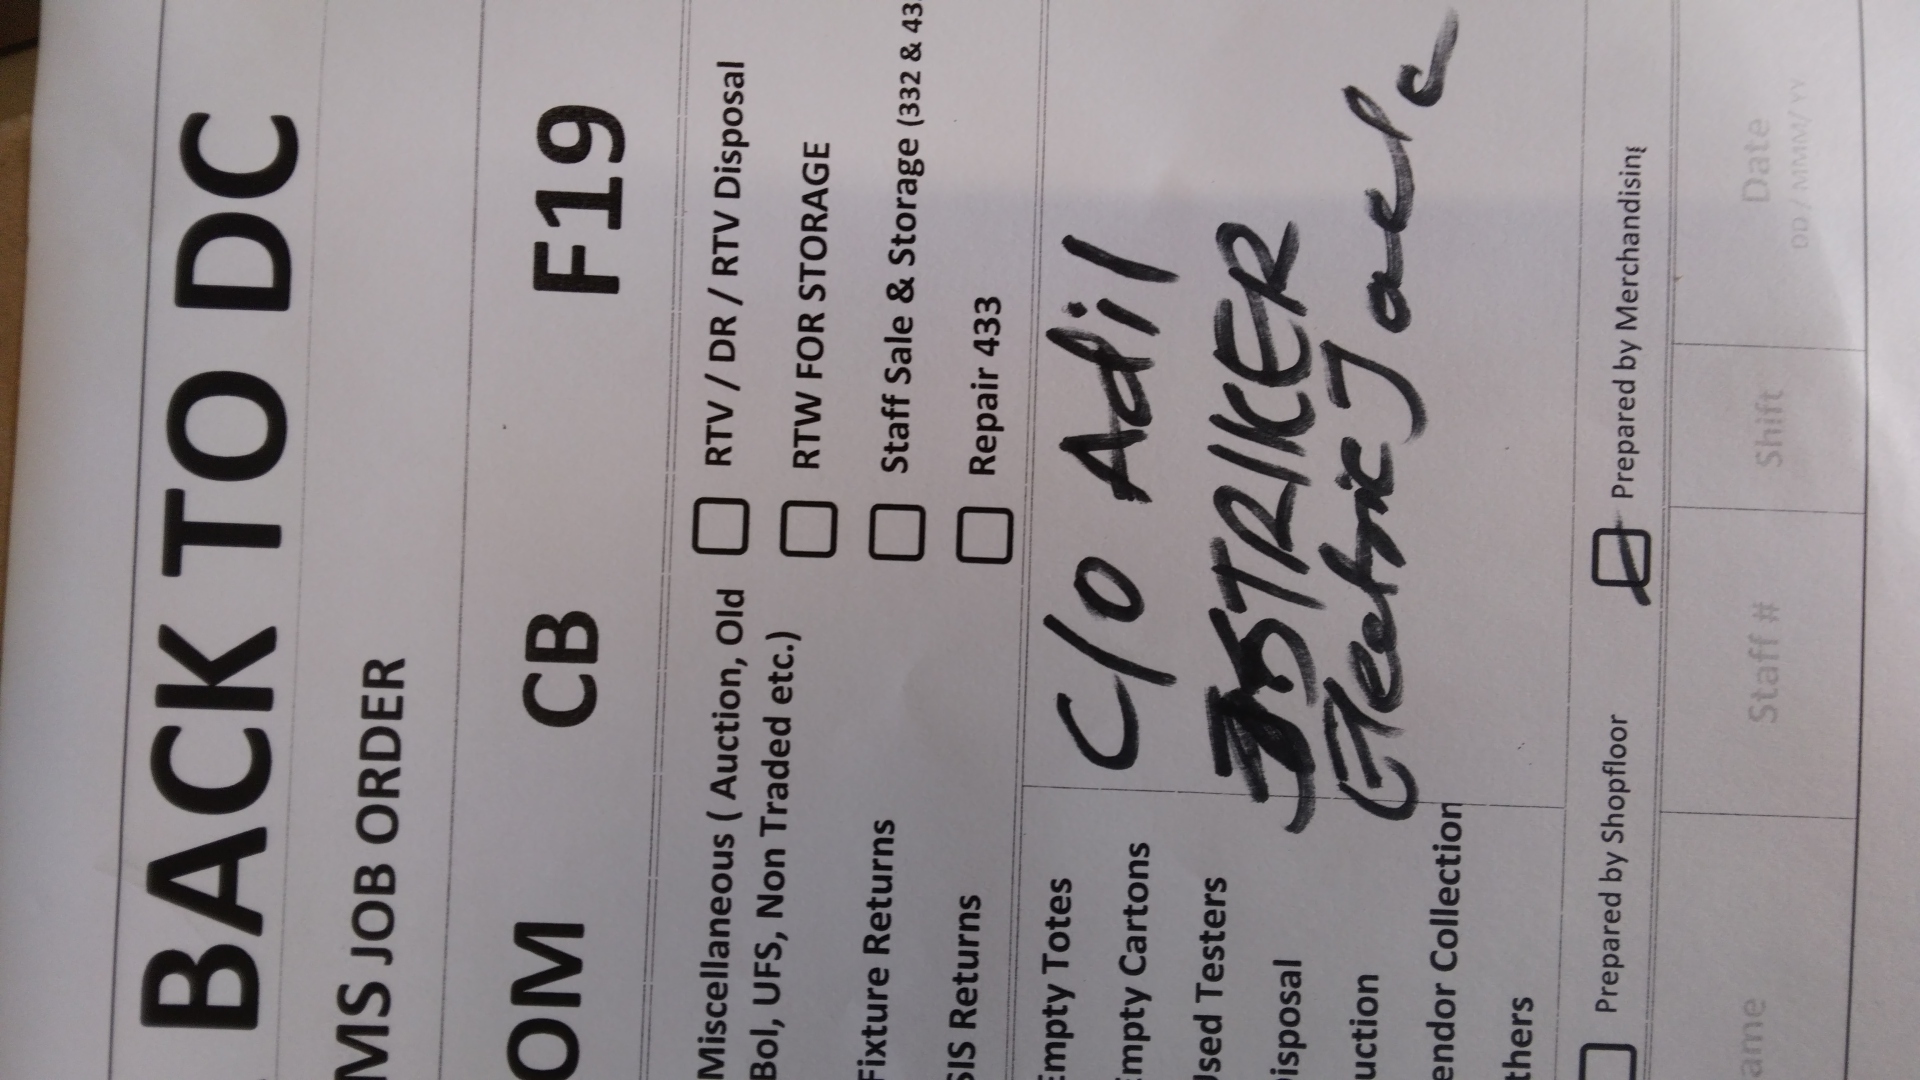 BACK TO DC
MS JOB ORDER
OM CB F19
Miscellaneous ( Auction, Old
Bol, UFS, Non Traded etc.)
RTV / DR / RTV Disposal
RTW FOR STORAGE
Fixture Returns
Staff Sale & Storage (332 & 43
SIS Returns
Repair 433
Empty Totes
Empty Cartons
Used Testers
Disposal
uction
endor Collection
thers
C/O Adil
STRIKER
Electric Jack
Prepared by Shopfloor
Prepared by Merchandising
ame
Staff #
Shift
Date
DD / MMM/YY